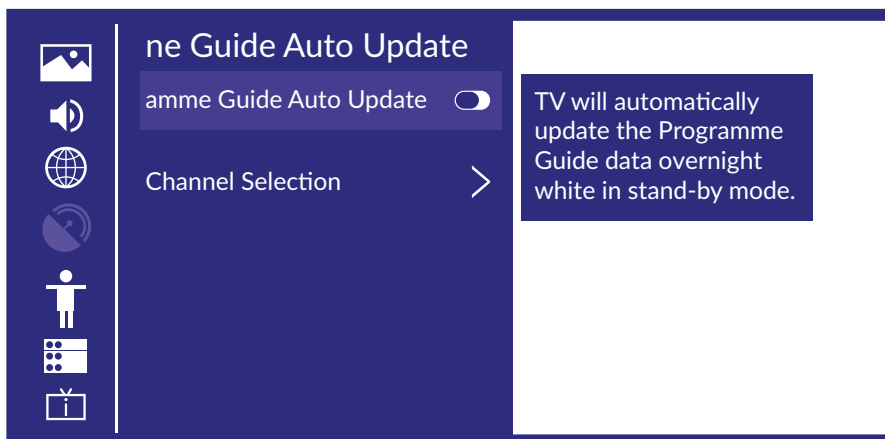 ne Guide Auto Update
amme Guide Auto Update
Channel Selection
TV will automatically
update the Programme
Guide data overnight
white in stand-by mode.